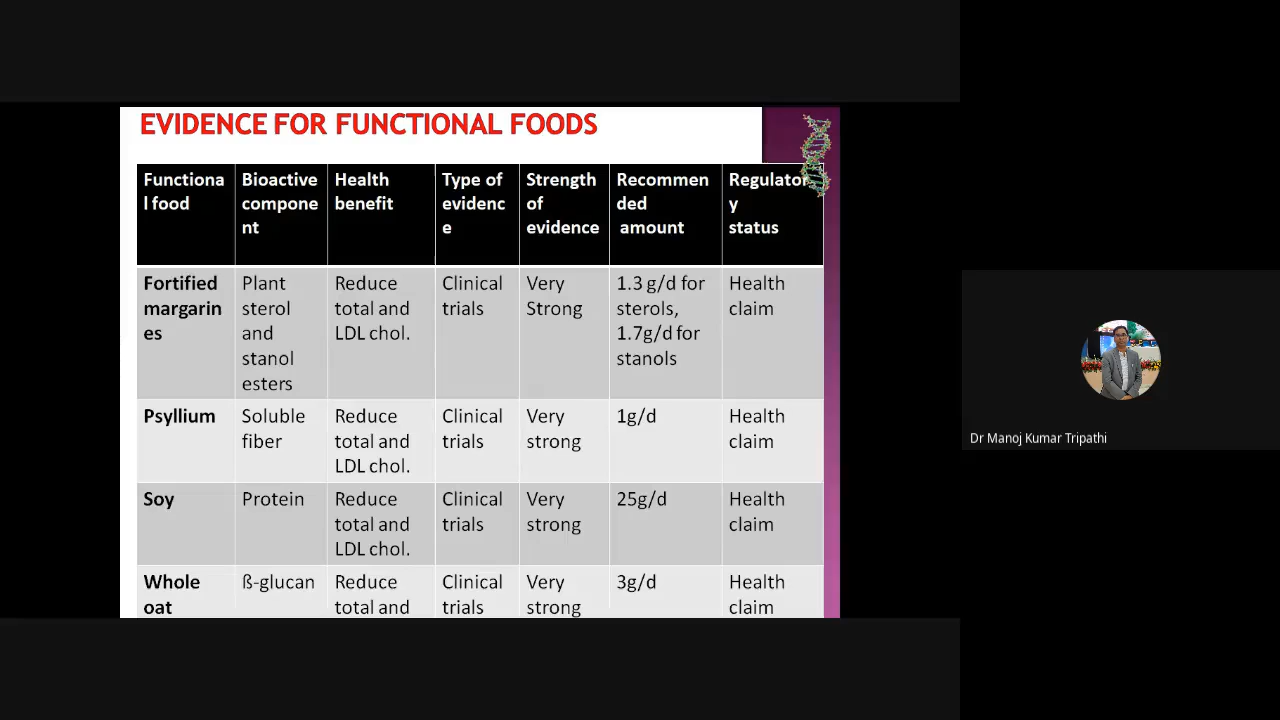 EVIDENCE FOR FUNCTIONAL FOODS
Functiona
l food
Bioactive
compone
nt
Health
benefit
Type of
evidenc
e
Strength
of
evidence
Recommen
ded
amount
Regulator
y
status
Fortified
margarin
es
Plant
sterol
and
stanol
esters
Reduce
total and
LDL chol.
Clinical
trials
Very
Strong
1.3 g/d for
sterols,
1.7g/d for
stanols
Health
claim
Psyllium
Soluble
fiber
Reduce
total and
LDL chol.
Clinical
trials
Very
strong
1g/d
Health
claim
Soy
Protein
Reduce
total and
LDL chol.
Clinical
trials
Very
strong
25g/d
Health
claim
Whole
oat
ß-glucan
Reduce
total and
Clinical
trials
Very
strong
3g/d
Health
claim
Dr Manoj Kumar Tripathi